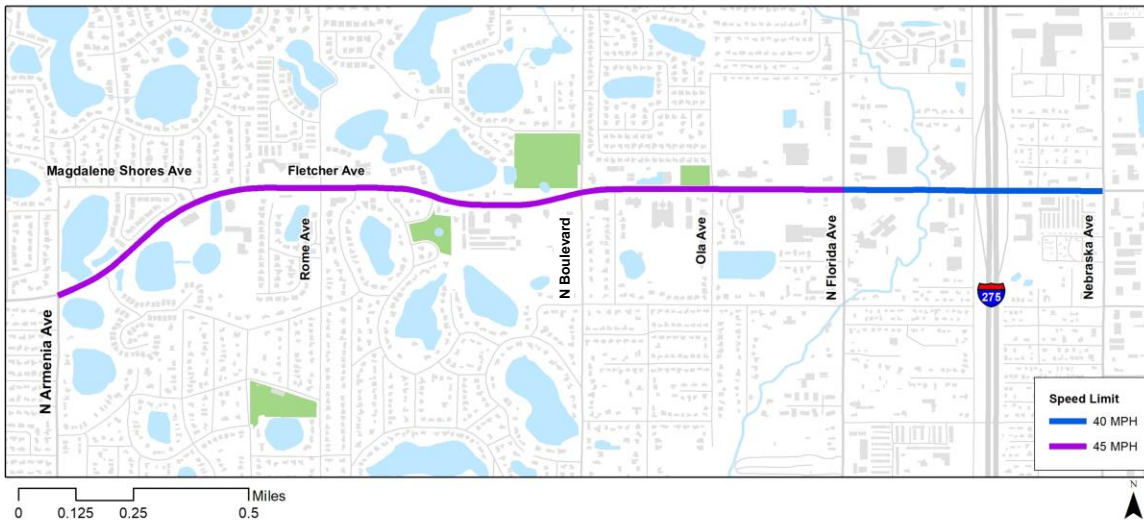 Magdalene Shores Ave
Fletcher Ave
N Armenia Ave
Rome Ave
N Boulevard
Ola Ave
N Florida Ave
275
Nebraska Ave
Speed Limit
40 MPH
45 MPH
Miles
0 0.125 0.25 0.5
N